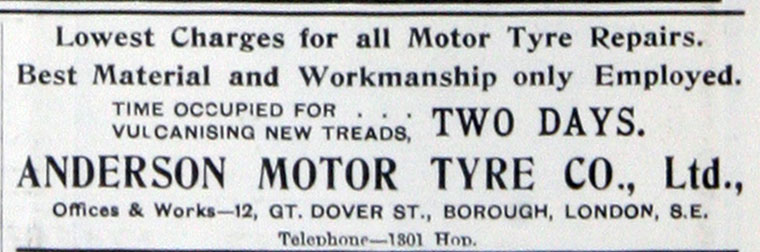 Lowest Charges for all Motor Tyre Repairs.
Best Material and Workmanship only Employed.
TIME OCCUPIED FOR . . .
VULCANISING NEW TREADS, TWO DAYS.
ANDERSON MOTOR TYRE CO., Ltd.,
Offices & Works—12, GT. DOVER ST., BOROUGH, LONDON, S.E.
Telephone—1301 Hop.